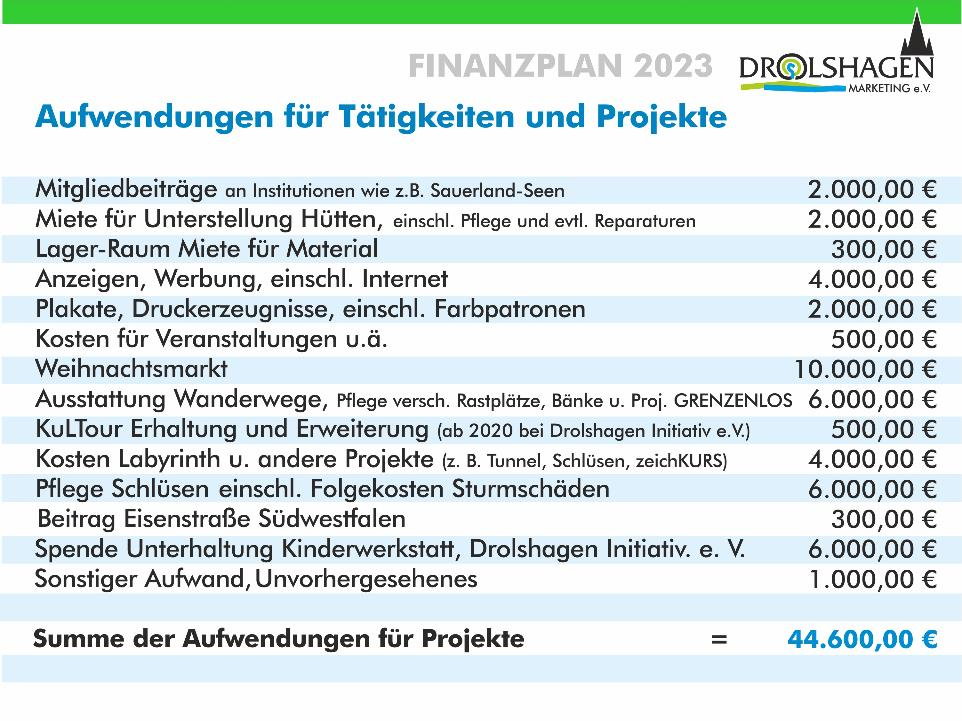 FINANZPLAN 2023
DROLSHAGEN
MARKETING e.V.
Aufwendungen für Tätigkeiten und Projekte
Mitgliedbeiträge an Institutionen wie z.B. Sauerland-Seen 2.000,00 €
Miete für Unterstellung Hütten, einschl. Pflege und evtl. Reparaturen 2.000,00 €
Lager-Raum Miete für Material 300,00 €
Anzeigen, Werbung, einschl. Internet 4.000,00 €
Plakate, Druckerzeugnisse, einschl. Farbpatronen 2.000,00 €
Kosten für Veranstaltungen u.ä. 500,00 €
Weihnachtsmarkt 10.000,00 €
Ausstattung Wanderwege, Pflege versch. Rastplätze, Bänke u. Proj. GRENZENLOS 6.000,00 €
KuLTour Erhaltung und Erweiterung (ab 2020 bei Drolshagen Initiativ e.V.) 500,00 €
Kosten Labyrinth u. andere Projekte (z. B. Tunnel, Schlüsen, zeichKURS) 4.000,00 €
Pflege Schlüsen einschl. Folgekosten Sturmschäden 6.000,00 €
Beitrag Eisenstraße Südwestfalen 300,00 €
Spende Unterhaltung Kinderwerkstatt, Drolshagen Initiativ. e. V. 6.000,00 €
Sonstiger Aufwand, Unvorhergesehenes 1.000,00 €
Summe der Aufwendungen für Projekte = 44.600,00 €